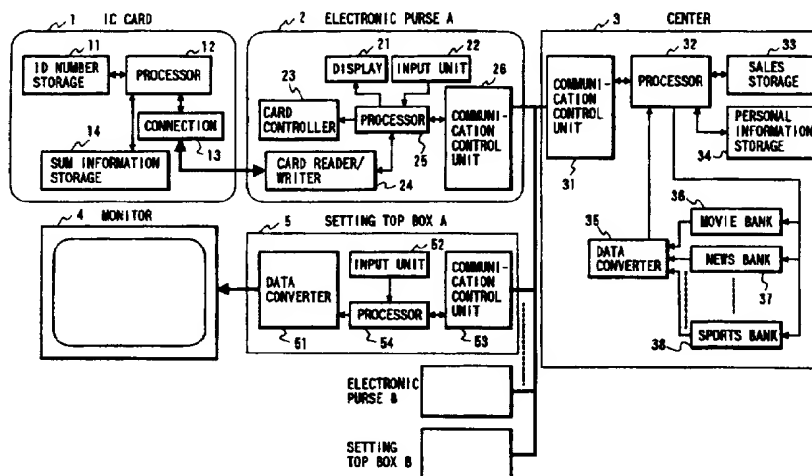 1 IC CARD
11
ID NUMBER
STORAGE
12
PROCESSOR
CONNECTION
13
14
SUM INFORMATION
STORAGE
2 ELECTRONIC PURSE A
21
DISPLAY
22
INPUT UNIT
23
CARD
CONTROLLER
PROCESSOR
25
26
COMMUNI-
CATION
CONTROL
UNIT
CARD READER/
WRITER
24
3 CENTER
COMMUNI-
CATION
CONTROL
UNIT
31
32
PROCESSOR
33
SALES
STORAGE
PERSONAL
INFORMATION
STORAGE
34
35
DATA
CONVERTER
36
MOVIE BANK
NEWS BANK
37
SPORTS BANK
38
4 MONITOR
SETTING TOP BOX A
5
DATA
CONVERTER
51
52
INPUT UNIT
PROCESSOR
54
COMMUNI-
CATION
CONTROL
UNIT
53
ELECTRONIC
PURSE B
SETTING
TOP BOX B